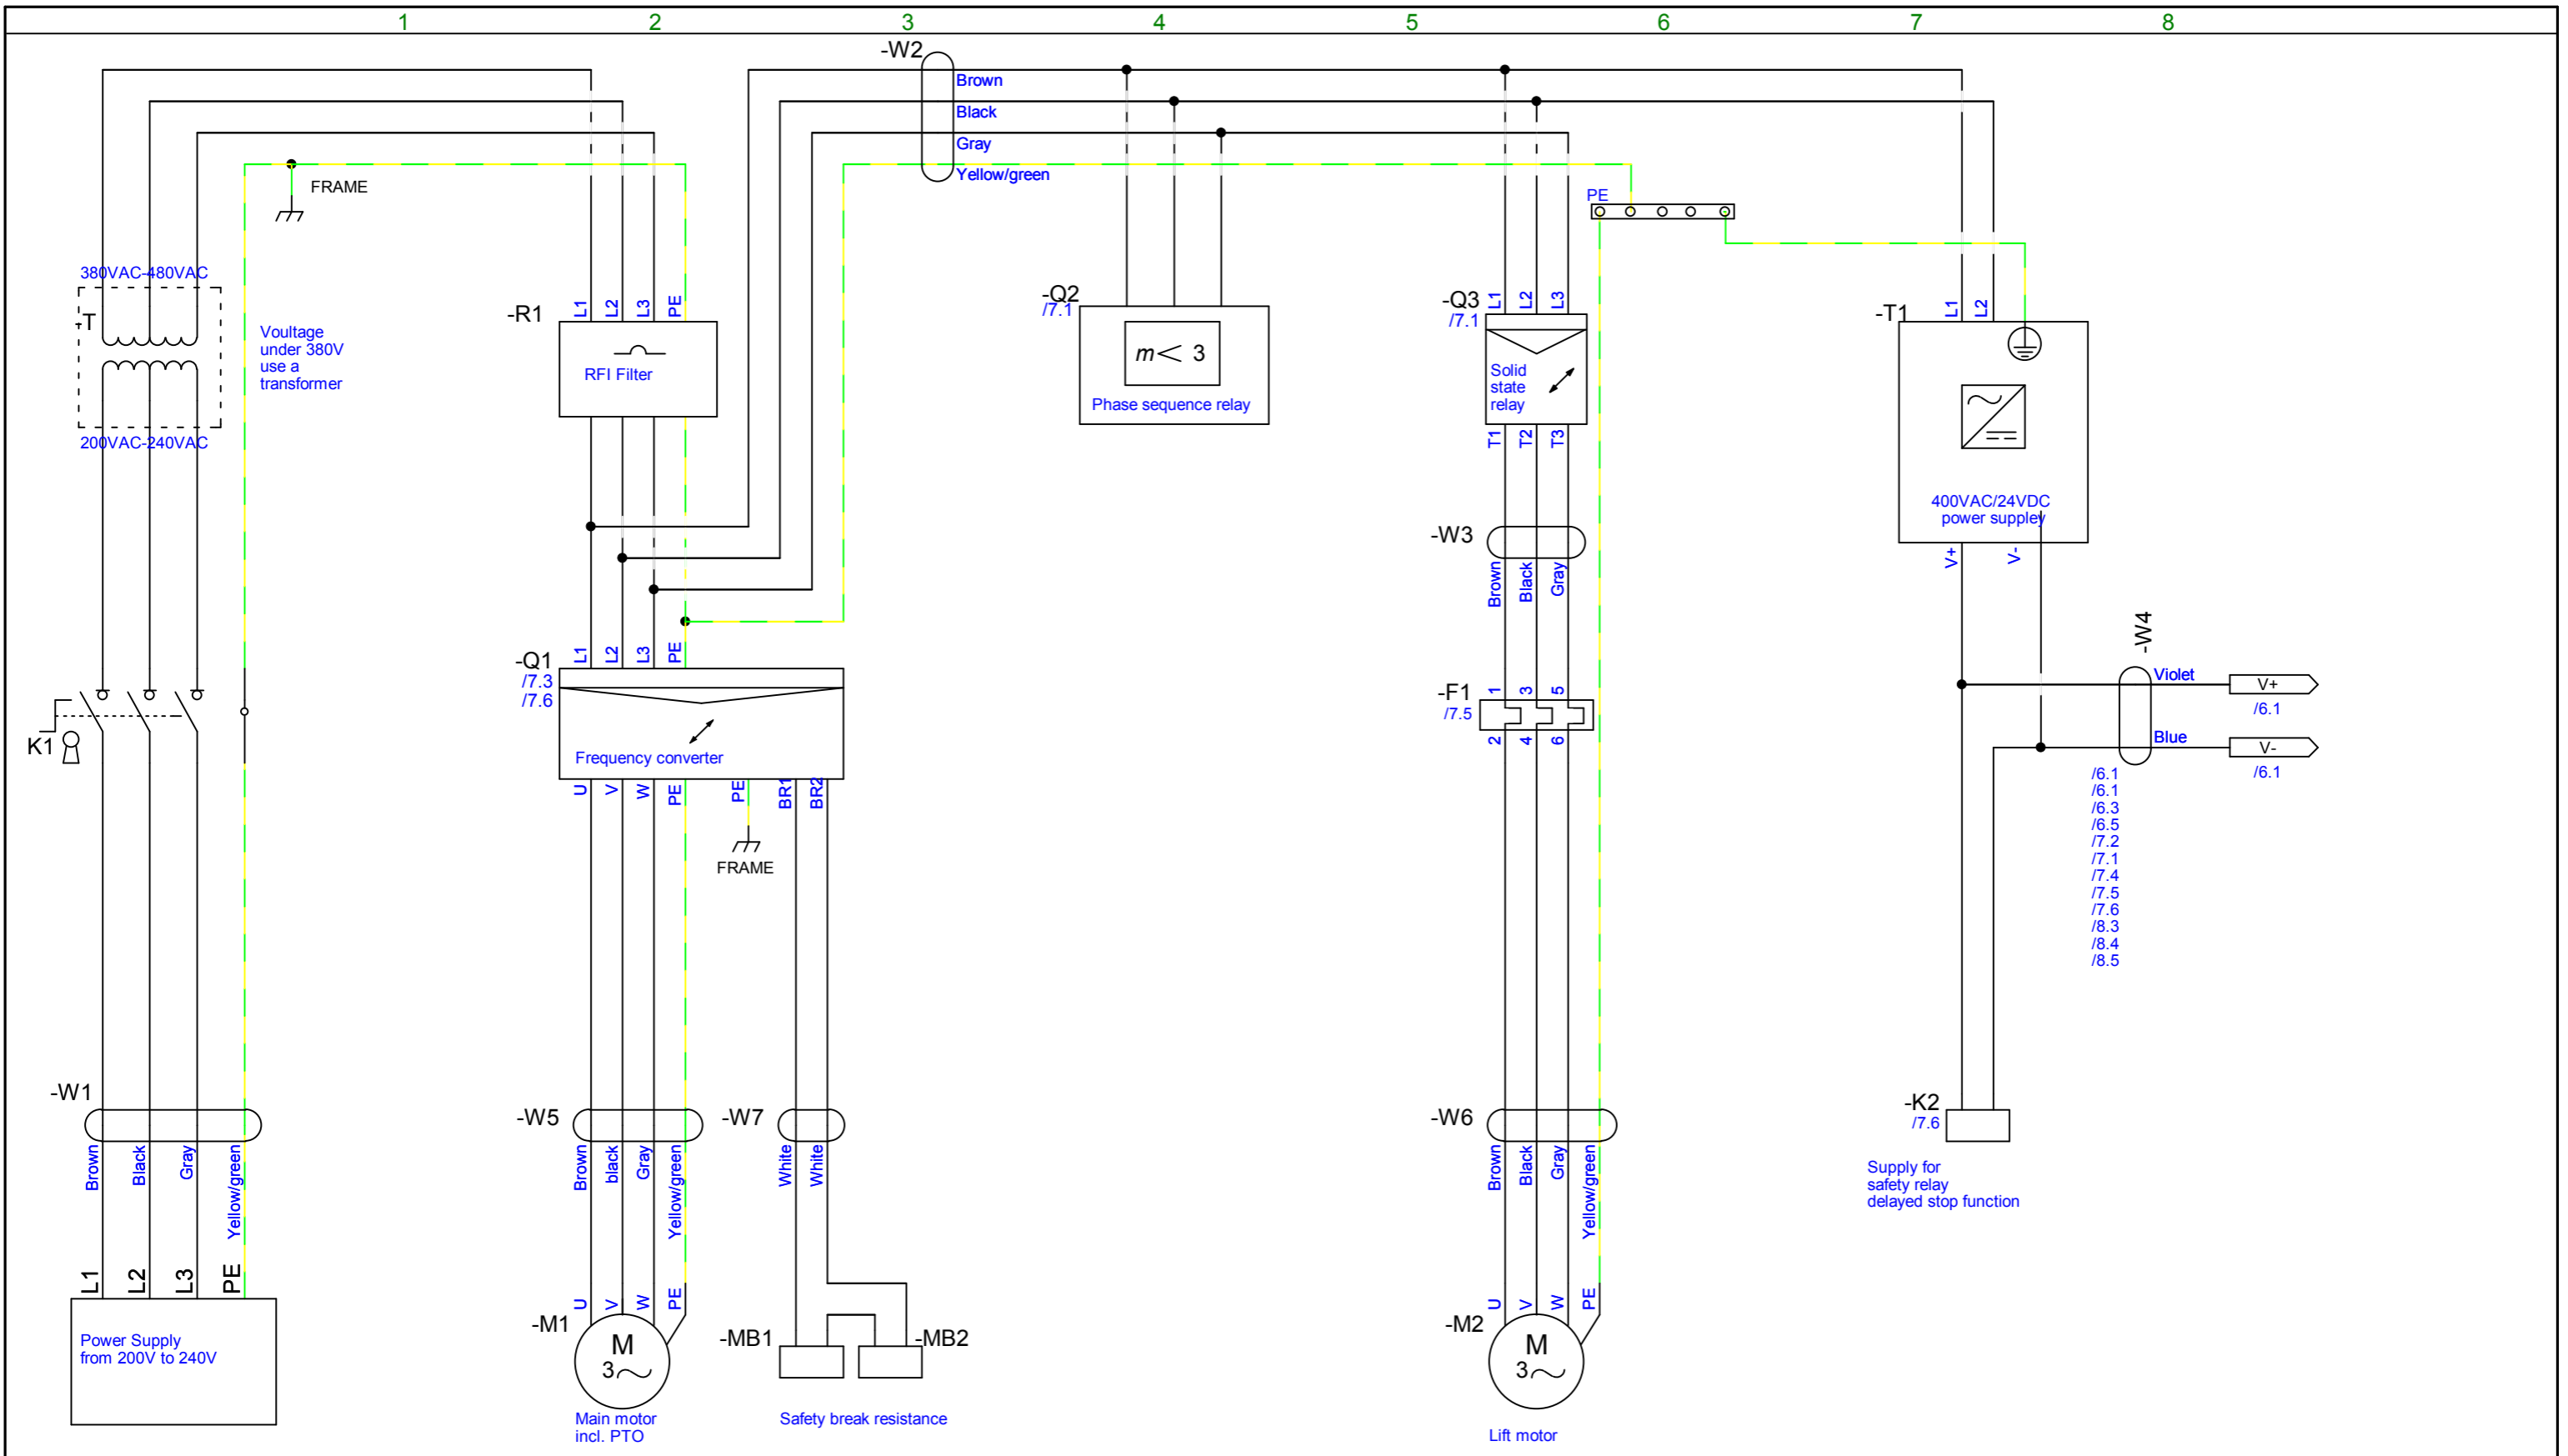 1 2 3 4 5 6 7 8
-W2
Brown
Black
Gray
Yellow/green
FRAME
PE
380VAC-480VAC
-T
200VAC-240VAC
Voultage
under 380V
use a
transformer
-R1
L1 L2 L3 PE
RFI Filter
-Q2
/7.1
m< 3
Phase sequence relay
-Q3
/7.1
L1 L2 L3
Solid
state
relay
T1 T2 T3
-T1
L1 L2
400VAC/24VDC
power suppley
V+ V-
-W3
Brown Black Gray
-W4
Violet
V+
/6.1
Blue
V-
/6.1
/6.1
/6.1
/6.3
/6.5
/7.2
/7.1
/7.4
/7.5
/7.6
/8.3
/8.4
/8.5
K1
-Q1
/7.3
/7.6
L1 L2 L3 PE
Frequency converter
U V W PE PE BR1 BR2
FRAME
-F1
/7.5
1 3 5
2 4 6
-W1
Brown Black Gray Yellow/green
L1 L2 L3 PE
Power Supply
from 200V to 240V
-W5
Brown black Gray Yellow/green
U V W PE
-M1
M
3~
Main motor
incl. PTO
-W7
White White
-MB1
-MB2
Safety break resistance
-W6
Brown Black Gray Yellow/green
U V W PE
-M2
M
3~
Lift motor
-K2
/7.6
Supply for
safety relay
delayed stop function